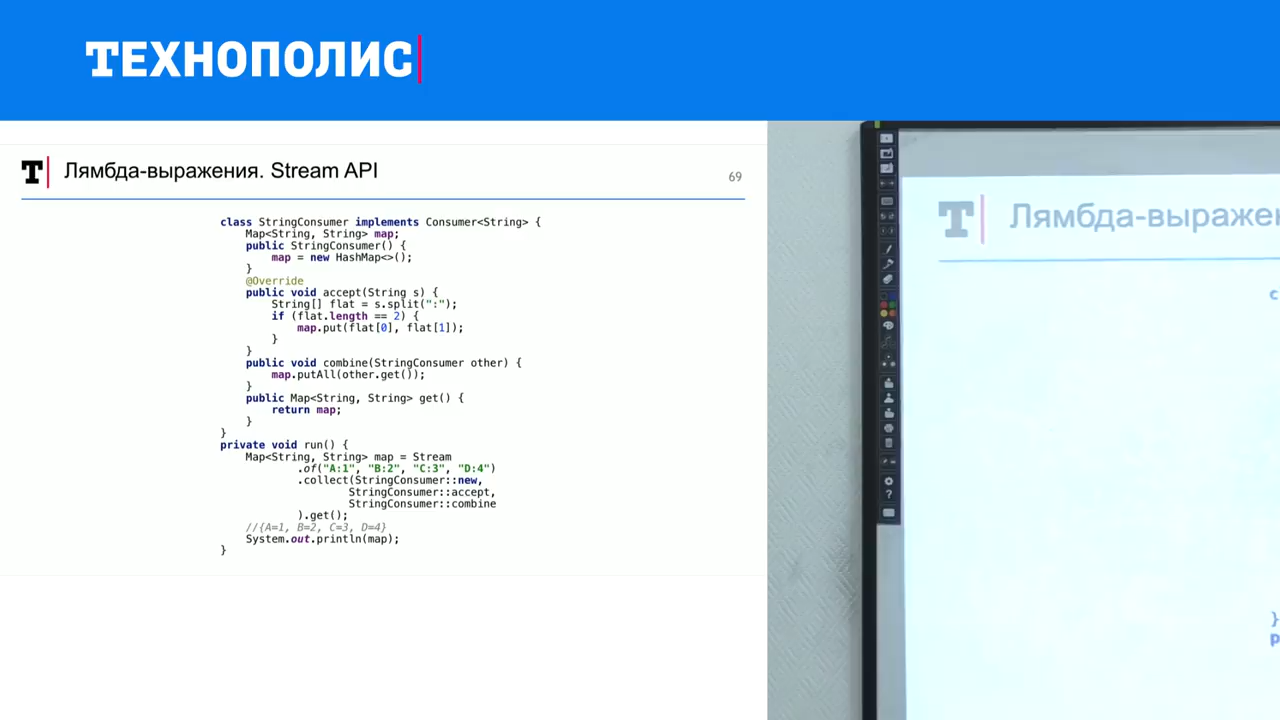 ТЕХНОПОЛИС
T
Лямбда-выражения. Stream API
69
class StringConsumer implements Consumer<String> {
    Map<String, String> map;
    public StringConsumer() {
        map = new HashMap<>();
    }
    @Override
    public void accept(String s) {
        String[] flat = s.split(":");
        if (flat.length == 2) {
            map.put(flat[0], flat[1]);
        }
    }
    public void combine(StringConsumer other) {
        map.putAll(other.get());
    }
    public Map<String, String> get() {
        return map;
    }
}
private void run() {
    Map<String, String> map = Stream
            .of("A:1", "B:2", "C:3", "D:4")
            .collect(StringConsumer::new,
                    StringConsumer::accept,
                    StringConsumer::combine
            ).get();
    //{A=1, B=2, C=3, D=4}
    System.out.println(map);
}
T
Лямбда-выражен
c
}
p
?